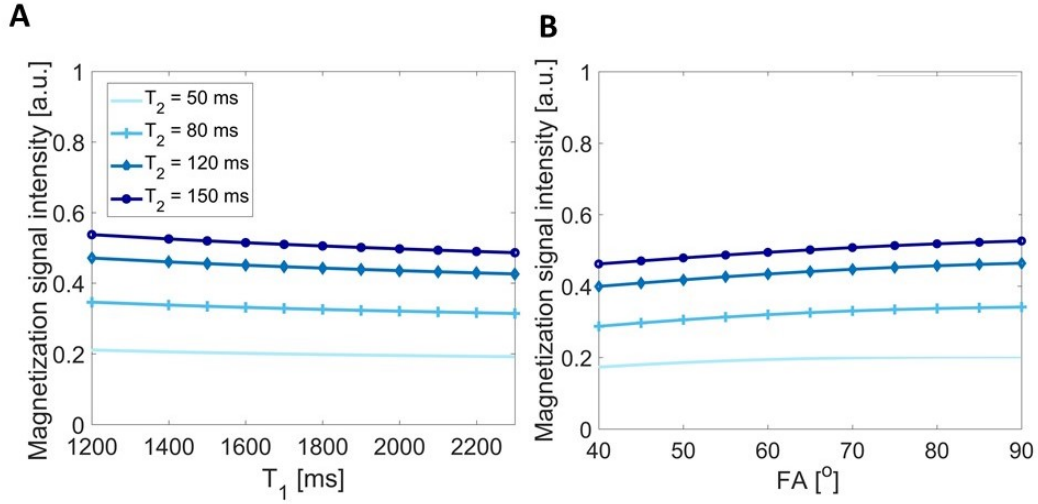 A
Magnetization signal intensity [a.u.]
1
0.8
0.6
0.4
0.2
0
T2 = 50 ms
T2 = 80 ms
T2 = 120 ms
T2 = 150 ms
1200 1400 1600 1800 2000 2200
T1 [ms]
B
Magnetization signal intensity [a.u.]
1
0.8
0.6
0.4
0.2
0
40 50 60 70 80 90
FA [o]